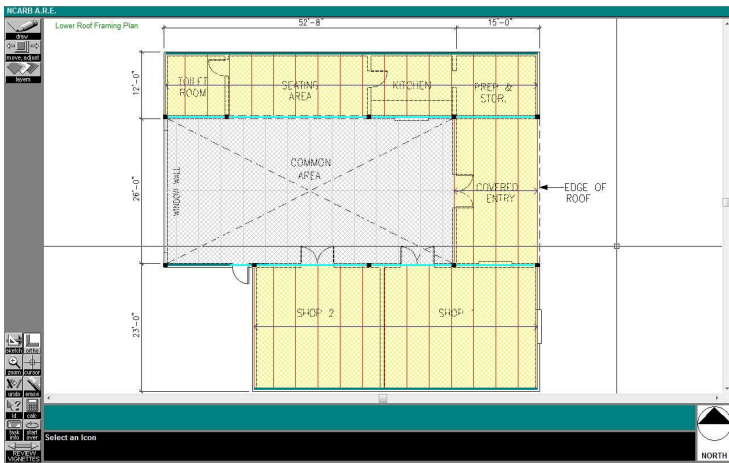 NCARB A.R.E.
draw
move, adjust
layers
Lower Roof Framing Plan
52'-8"
15'-0"
12'-0"
TOILET
ROOM
SEATING
AREA
KITCHEN
PREP &
STOR.
26'-0"
WINDOW WALL
COMMON
AREA
COVERED
ENTRY
EDGE OF
ROOF
23'-0"
SHOP 2
SHOP 1
sketch
ortho
zoom
cursor
undo
erase
id
calc
task
info
start
over
REVIEW
VIGNETTES
Select an Icon
NORTH